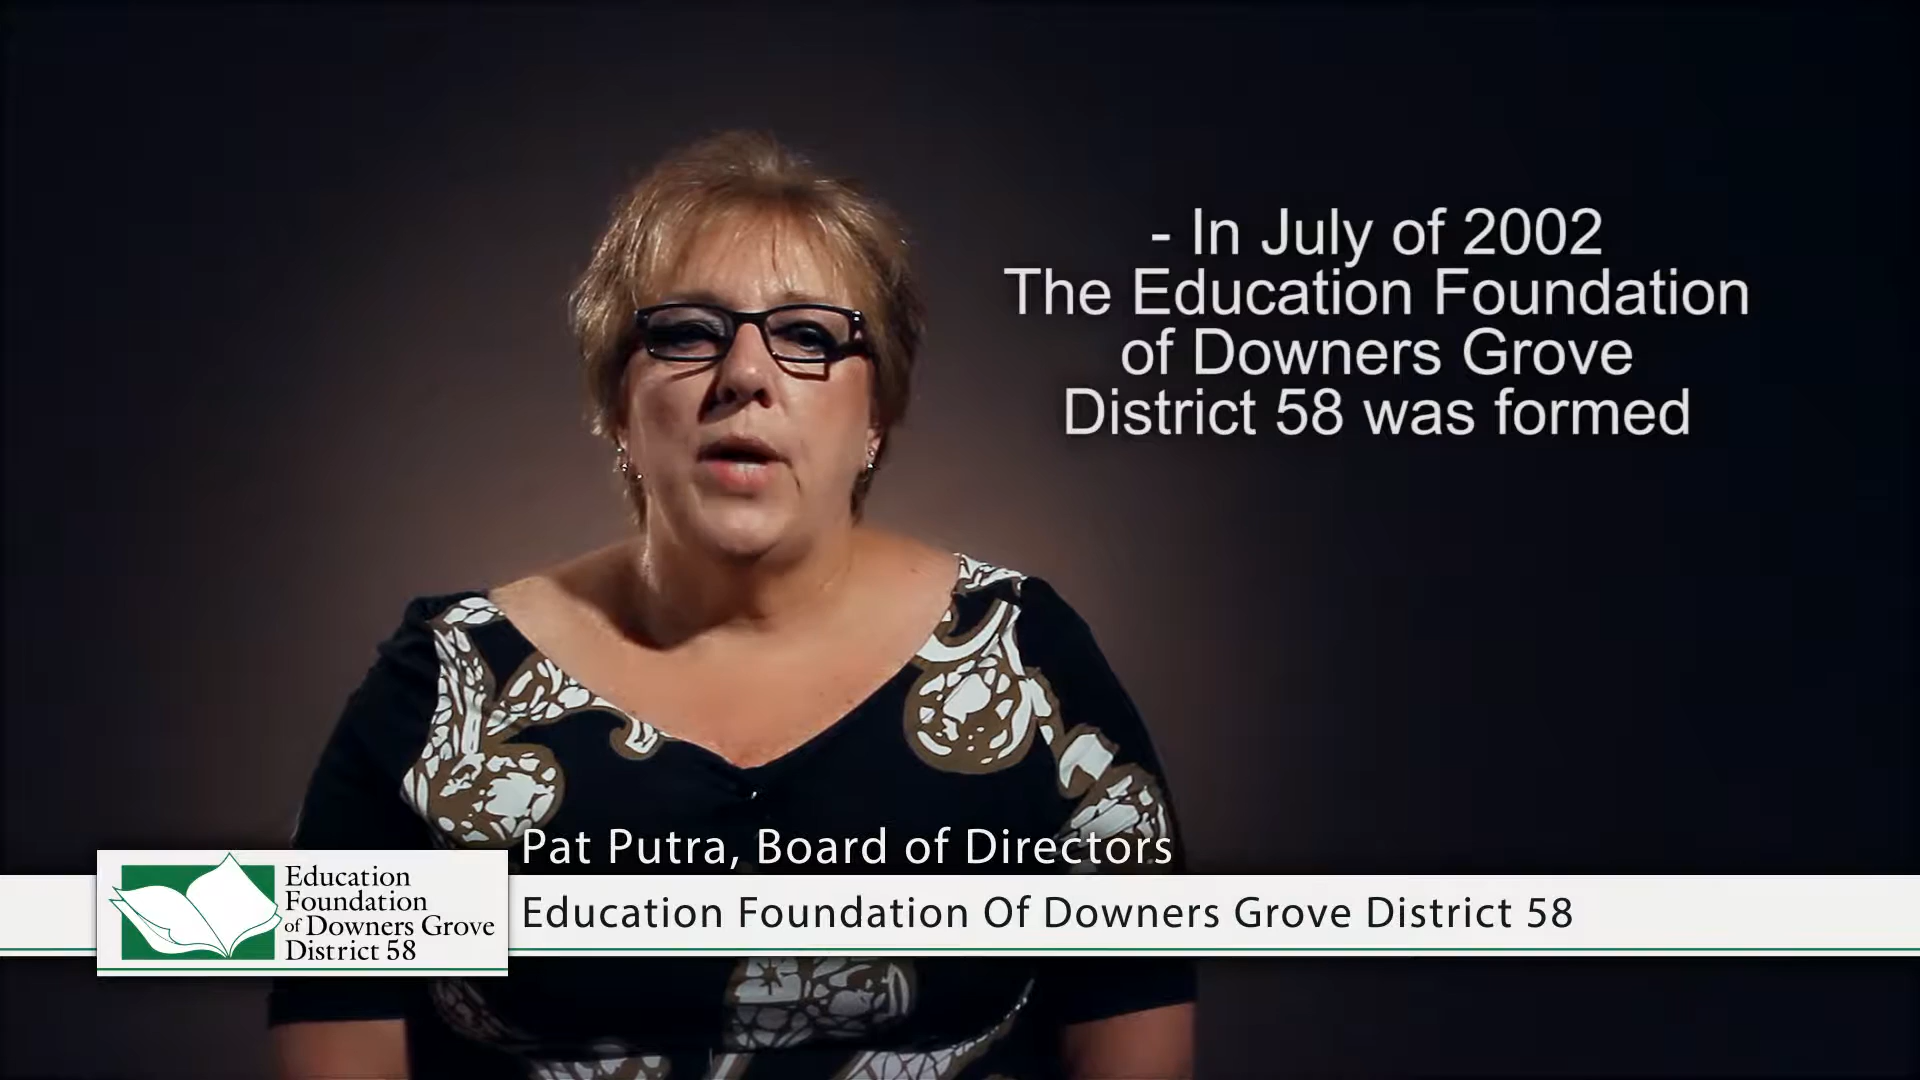 - In July of 2002
The Education Foundation
of Downers Grove
District 58 was formed
Pat Putra, Board of Directors
Education Foundation Of Downers Grove District 58
Education
Foundation
of Downers Grove
District 58